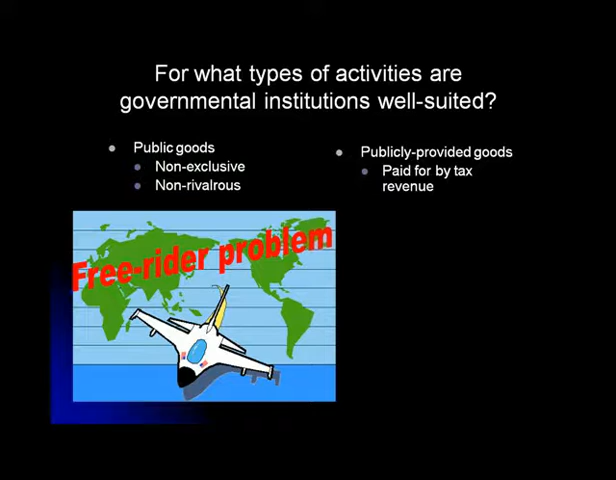 For what types of activities are
governmental institutions well-suited?
Public goods
Non-exclusive
Non-rivalrous
Publicly-provided goods
Paid for by tax
revenue
Free-rider problem